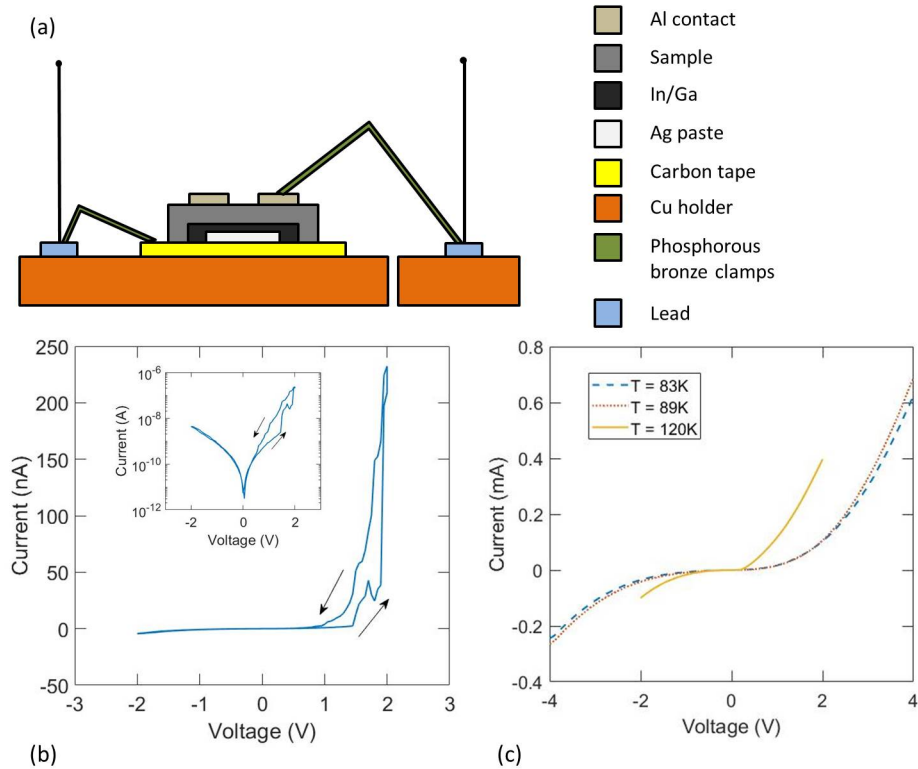 (a)
Al contact
Sample
In/Ga
Ag paste
Carbon tape
Cu holder
Phosphorous
bronze clamps
Lead
250
200
150
100
50
0
-50
-3
-2
-1
0
1
2
3
Current (nA)
Voltage (V)
10-6
10-8
10-10
10-12
-2
0
2
Current (A)
Voltage (V)
(b)
0.8
0.6
0.4
0.2
0
-0.2
-0.4
-4
-2
0
2
4
Current (mA)
Voltage (V)
T = 83K
T = 89K
T = 120K
(c)